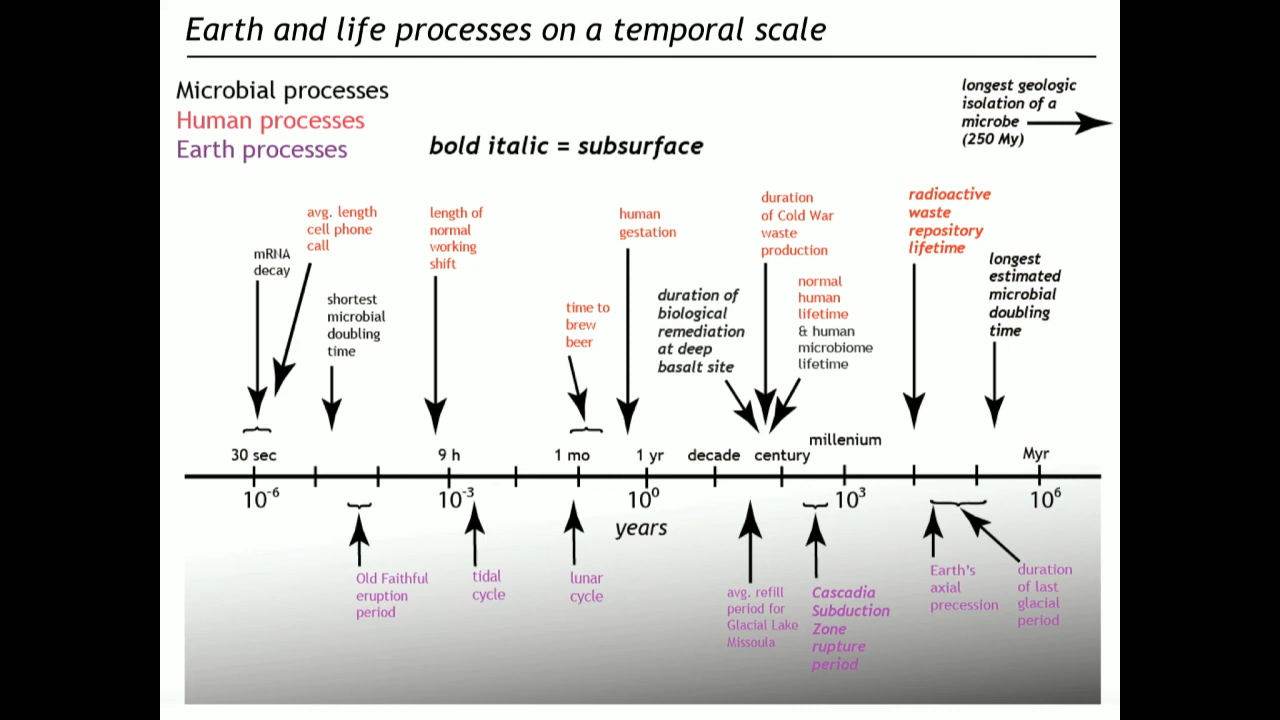 Earth and life processes on a temporal scale
Microbial processes
Human processes
Earth processes
bold italic = subsurface
longest geologic
isolation of a
microbe
(250 My)
mRNA
decay
avg. length
cell phone
call
shortest
microbial
doubling
time
length of
normal
working
shift
time to
brew
beer
human
gestation
duration of
biological
remediation
at deep
basalt site
duration
of Cold War
waste
production
normal
human
lifetime
& human
microbiome
lifetime
radioactive
waste
repository
lifetime
longest
estimated
microbial
doubling
time
30 sec
9 h
1 mo
1 yr
decade
century
millenium
Myr
10⁻⁶
10⁻³
10⁰
10³
10⁶
years
Old Faithful
eruption
period
tidal
cycle
lunar
cycle
avg. refill
period for
Glacial Lake
Missoula
Cascadia
Subduction
Zone
rupture
period
Earth's
axial
precession
duration
of last
glacial
period